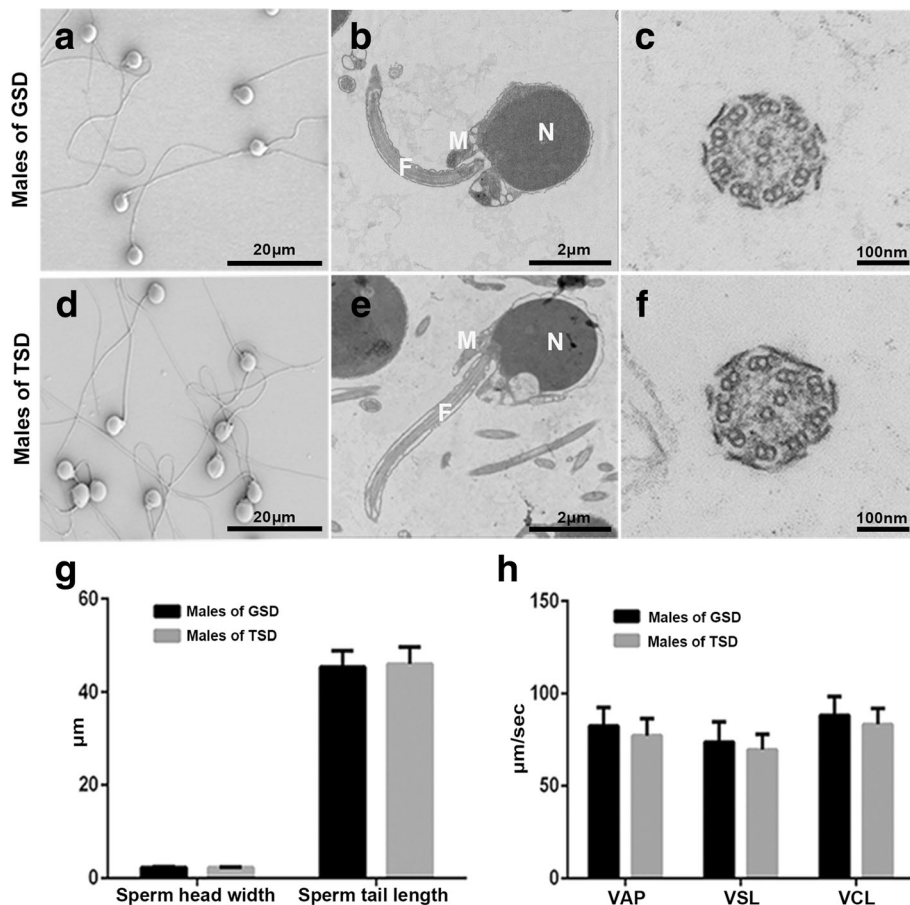 Males of GSD
a
20µm
b
M
N
F
2µm
c
100nm
Males of TSD
d
20µm
e
M
N
F
2µm
f
100nm
g
60
40
20
0
µm
Males of GSD
Males of TSD
Sperm head width
Sperm tail length
h
150
100
50
0
µm/sec
Males of GSD
Males of TSD
VAP
VSL
VCL